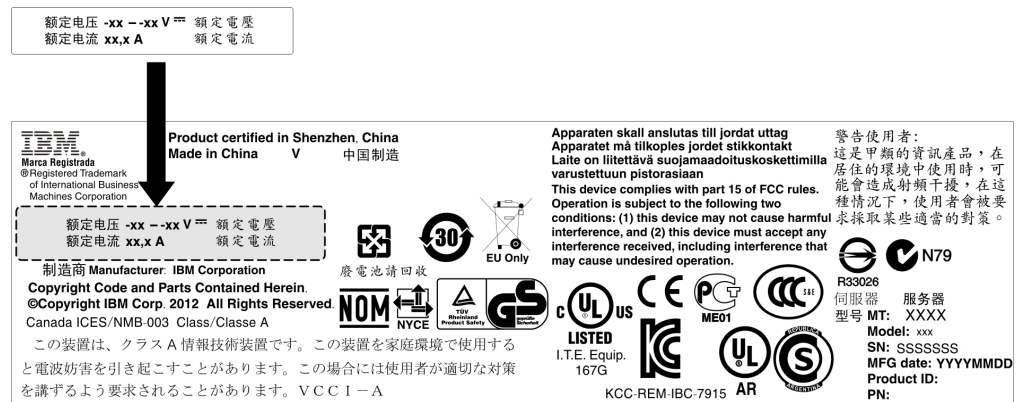 额定电压 -xx – -xx V 額定電壓
额定电流 xx,x A 額定電流
IBM®
Marca Registrada
® Registered Trademark
of International Business
Machines Corporation
Product certified in Shenzhen, China
Made in China V 中国制造
额定电压 -xx – -xx V 額定電壓
额定电流 xx,x A 額定電流
制造商 Manufacturer: IBM Corporation
Copyright Code and Parts Contained Herein.
©Copyright IBM Corp. 2012 All Rights Reserved.
Canada ICES/NMB-003 Class/Classe A
この装置は、クラス A 情報技術装置です。この装置を家庭環境で使用する
と電波妨害を引き起こすことがあります。この場合には使用者が適切な対策
を講ずるよう要求されることがあります。VCCI-A
廢電池請回收
30
EU Only
NOM
NYCE
TÜV
Rheinland
Product Safety
GS
geprüfte
Sicherheit
Apparaten skall anslutas till jordat uttag
Apparatet må tilkoples jordet stikkontakt
Laite on liitettävä suojamaadoituskoskettimilla
varustettuun pistorasiaan
This device complies with part 15 of FCC rules.
Operation is subject to the following two
conditions: (1) this device may not cause harmful
interference, and (2) this device must accept any
interference received, including interference that
may cause undesired operation.
C UL US
LISTED
I.T.E. Equip.
167G
CE
PCT
ME01
CCC S&E
KC
KCC-REM-IBC-7915
UL
AR
REPUBLICA
S
ARGENTINA
警告使用者:
這是甲類的資訊產品，在
居住的環境中使用時，可
能會造成射頻干擾，在這
種情況下，使用者會被要
求採取某些適當的對策。
R33026
N79
伺服器 服务器
型号 MT: XXXX
Model: xxx
SN: SSSSSSS
MFG date: YYYYMMDD
Product ID:
PN: